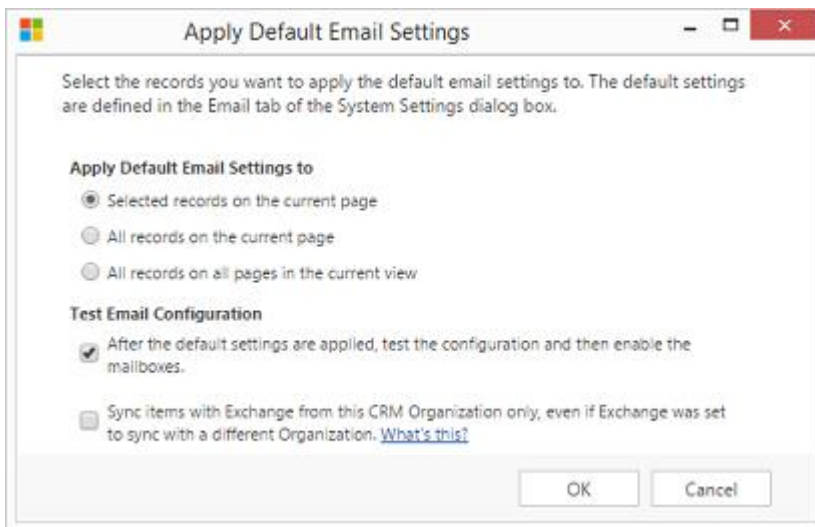 Apply Default Email Settings
Select the records you want to apply the default email settings to. The default settings
are defined in the Email tab of the System Settings dialog box.
Apply Default Email Settings to
Selected records on the current page
All records on the current page
All records on all pages in the current view
Test Email Configuration
After the default settings are applied, test the configuration and then enable the
mailboxes.
Sync items with Exchange from this CRM Organization only, even if Exchange was set
to sync with a different Organization. What's this?
OK
Cancel